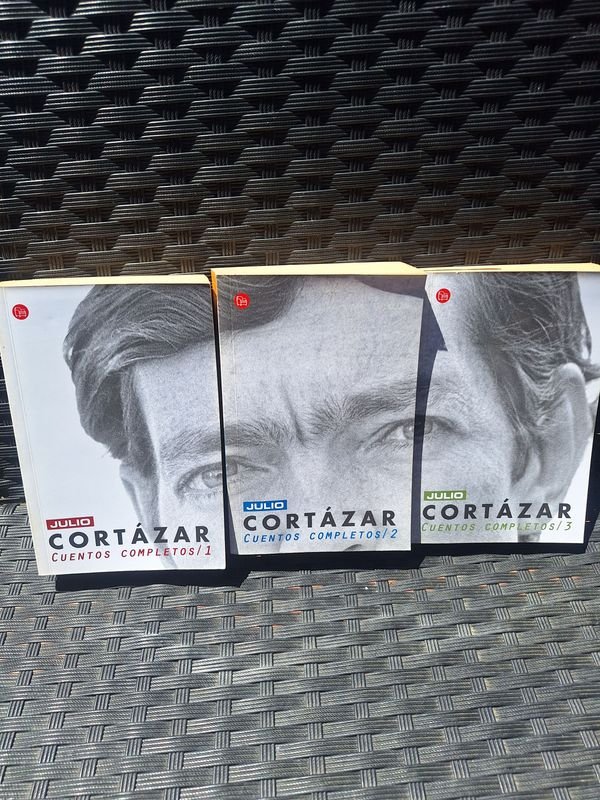 JULIO
CORTÁZAR
CUENTOS COMPLETOS/1
JULIO
CORTÁZAR
CUENTOS COMPLETOS/2
JULIO
CORTÁZAR
CUENTOS COMPLETOS/3